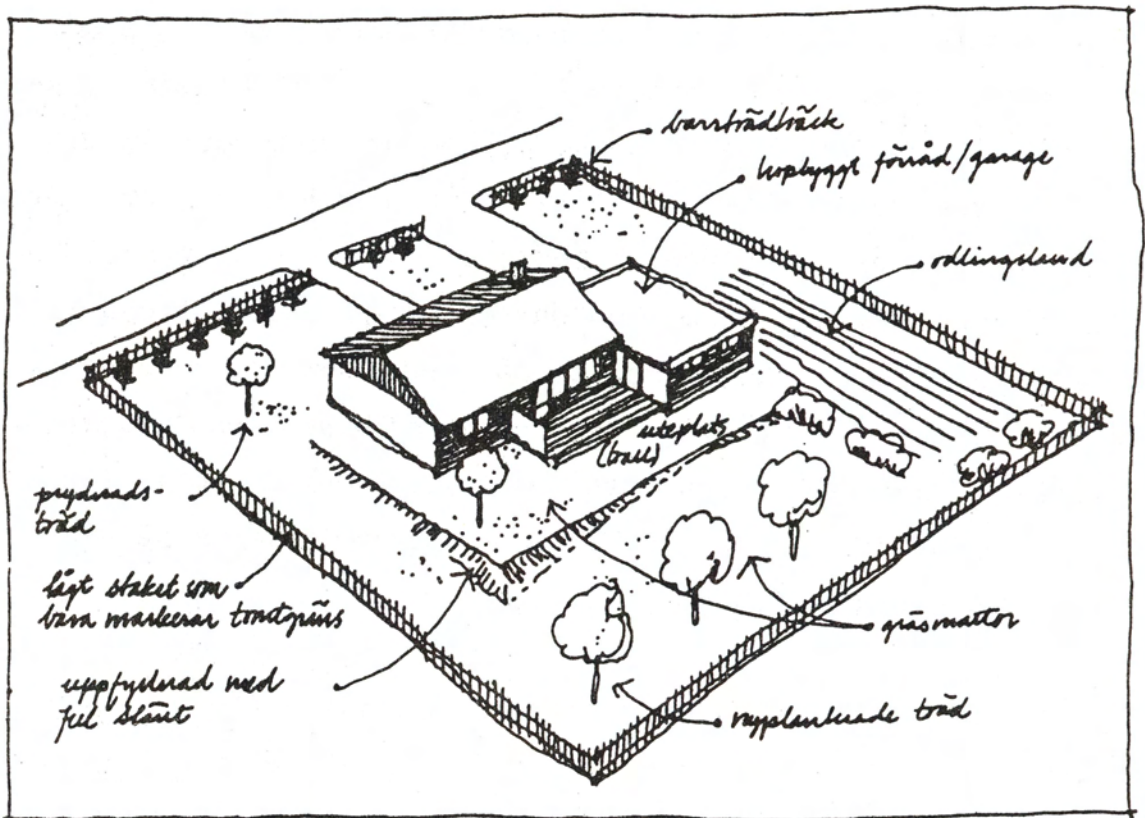 barrträdhäck
hopbyggt förråd/garage
odlingsland
uteplats
prydnads-
träd
lågt staket som
bara markerar tomtgräns
gräsmattor
uppfyllnad med
fel slänt
nyplanterade träd